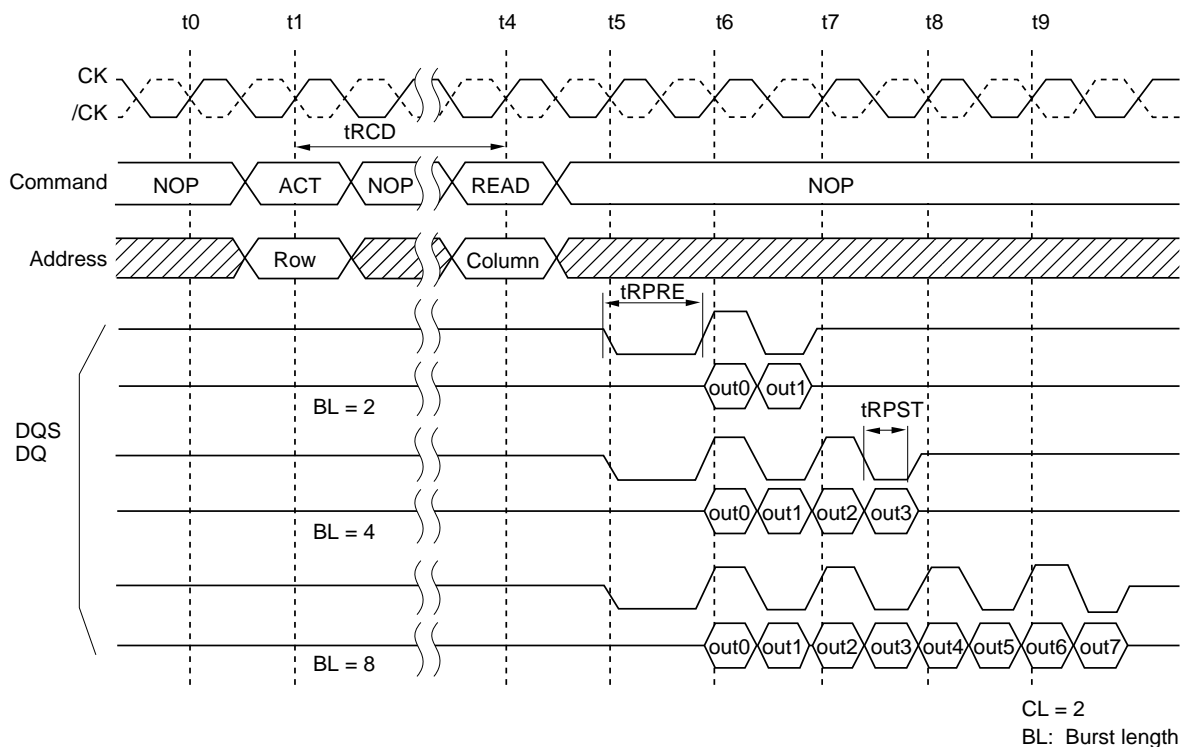 t0 t1 t4 t5 t6 t7 t8 t9
CK
/CK
tRCD
Command NOP ACT NOP READ NOP
Address Row Column
tRPRE
out0 out1
BL = 2
tRPST
DQS
DQ
out0 out1 out2 out3
BL = 4
out0 out1 out2 out3 out4 out5 out6 out7
BL = 8
CL = 2
BL: Burst length